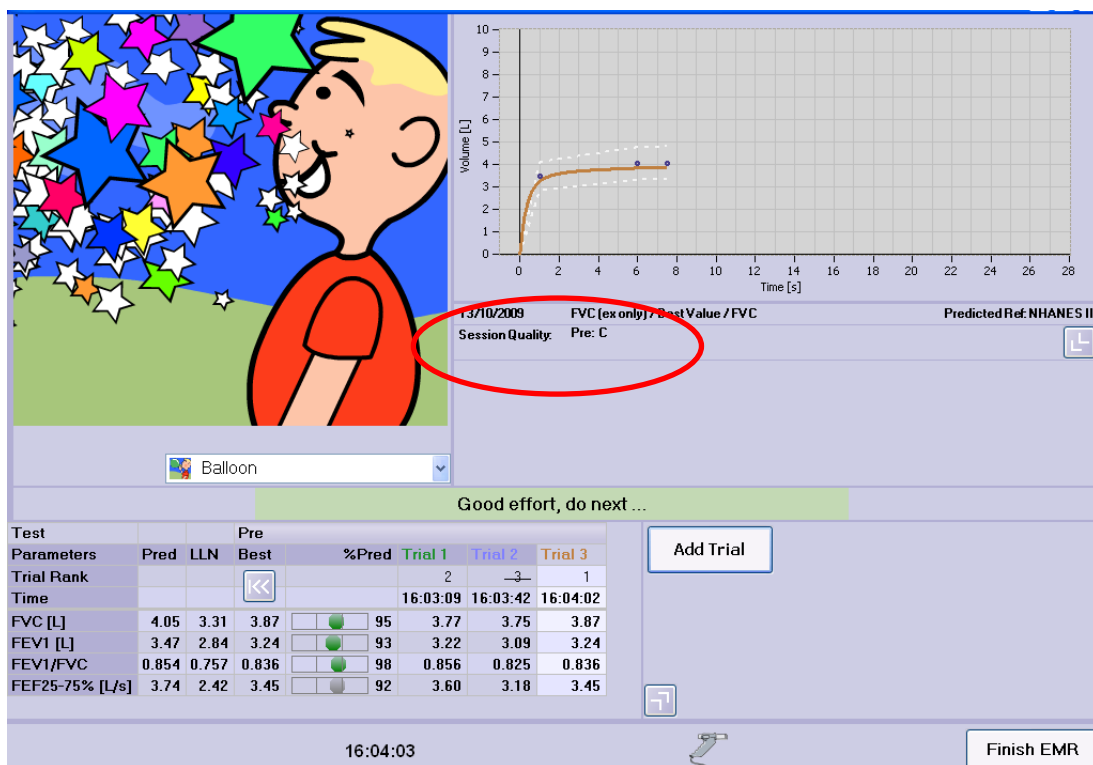 10
9
8
7
6
5
4
3
2
1
0
Volume [L]
0 2 4 6 8 10 12 14 16 18 20 22 24 26 28
Time [s]
13/10/2009 FVC (ex only) / Best Value / FVC Predicted Ref: NHANES III
Session Quality: Pre: C
Balloon
Good effort, do next ...
Test Pre
Parameters Pred LLN Best %Pred Trial 1 Trial 2 Trial 3
Trial Rank 2 3 1
Time 16:03:09 16:03:42 16:04:02
FVC [L] 4.05 3.31 3.87 95 3.77 3.75 3.87
FEV1 [L] 3.47 2.84 3.24 93 3.22 3.09 3.24
FEV1/FVC 0.854 0.757 0.836 98 0.856 0.825 0.836
FEF25-75% [L/s] 3.74 2.42 3.45 92 3.60 3.18 3.45
Add Trial
16:04:03
Finish EMR